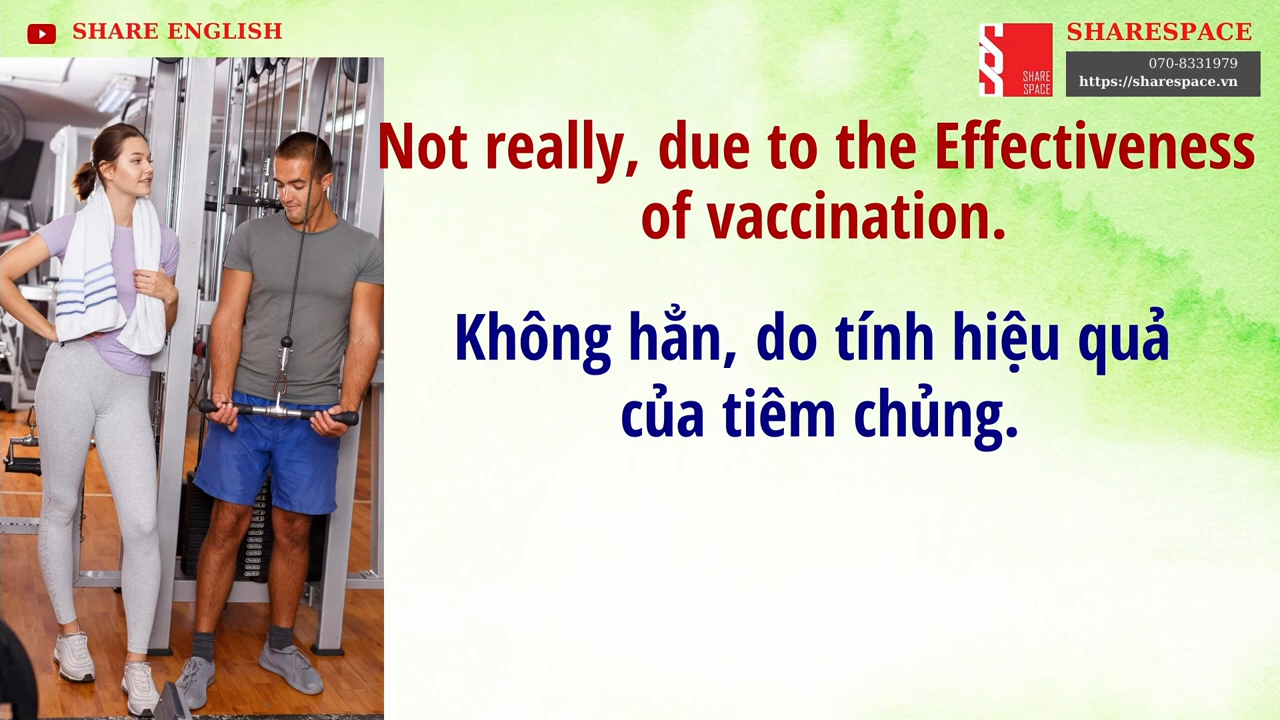 SHARE ENGLISH
SHARE
SPACE
SHARESPACE
070-8331979
https://sharespace.vn
Not really, due to the Effectiveness
of vaccination.
Không hẳn, do tính hiệu quả
của tiêm chủng.